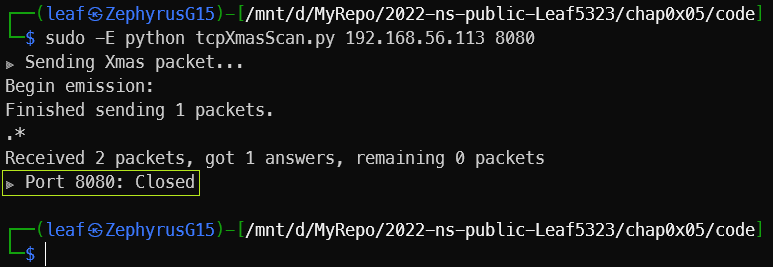 ┌──(leaf㉿ZephyrusG15)-[/mnt/d/MyRepo/2022-ns-public-Leaf5323/chap0x05/code]
└─$ sudo -E python tcpXmasScan.py 192.168.56.113 8080
▶ Sending Xmas packet...
Begin emission:
Finished sending 1 packets.
.*
Received 2 packets, got 1 answers, remaining 0 packets
▶ Port 8080: Closed
┌──(leaf㉿ZephyrusG15)-[/mnt/d/MyRepo/2022-ns-public-Leaf5323/chap0x05/code]
└─$